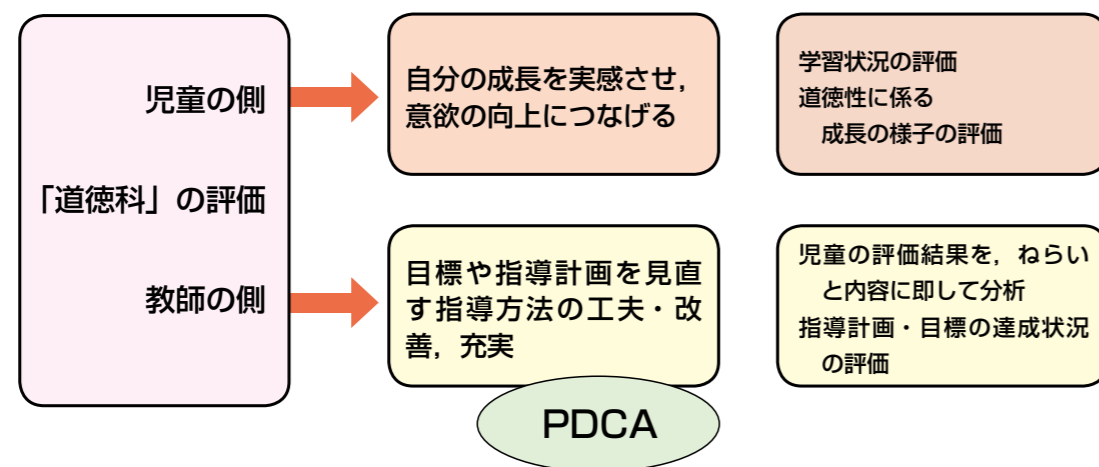 児童の側
「道徳科」の評価
教師の側
自分の成長を実感させ，
意欲の向上につなげる
学習状況の評価
道徳性に係る
成長の様子の評価
目標や指導計画を見直
す指導方法の工夫・改
善，充実
児童の評価結果を，ねらい
と内容に即して分析
指導計画・目標の達成状況
の評価
PDCA